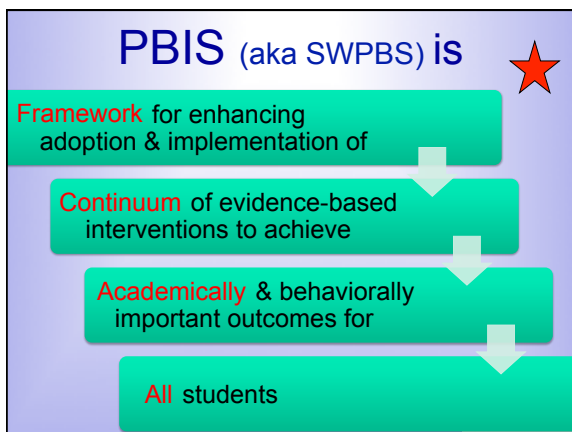 PBIS (aka SWPBS) is
Framework for enhancing
adoption & implementation of
Continuum of evidence-based
interventions to achieve
Academically & behaviorally
important outcomes for
All students